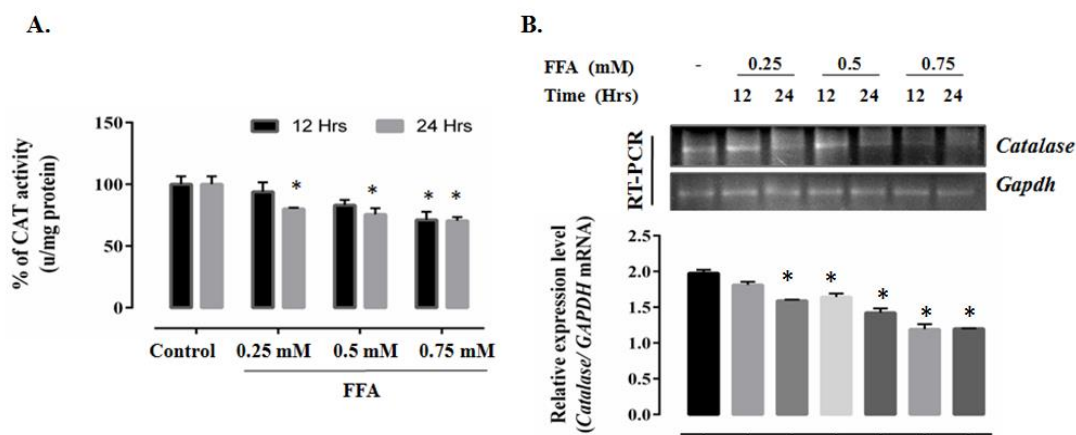 A.
B.
% of CAT activity
(u/mg protein)
150
100
50
0
12 Hrs
24 Hrs
*
*
*
*
Control
0.25 mM
0.5 mM
0.75 mM
FFA
FFA (mM)
-
0.25
0.5
0.75
Time (Hrs)
12
24
12
24
12
24
RT-PCR
Catalase
Gapdh
Relative expression level
(Catalase/ GAPDH mRNA)
2.5
2.0
1.5
1.0
0.5
0.0
*
*
*
*
*